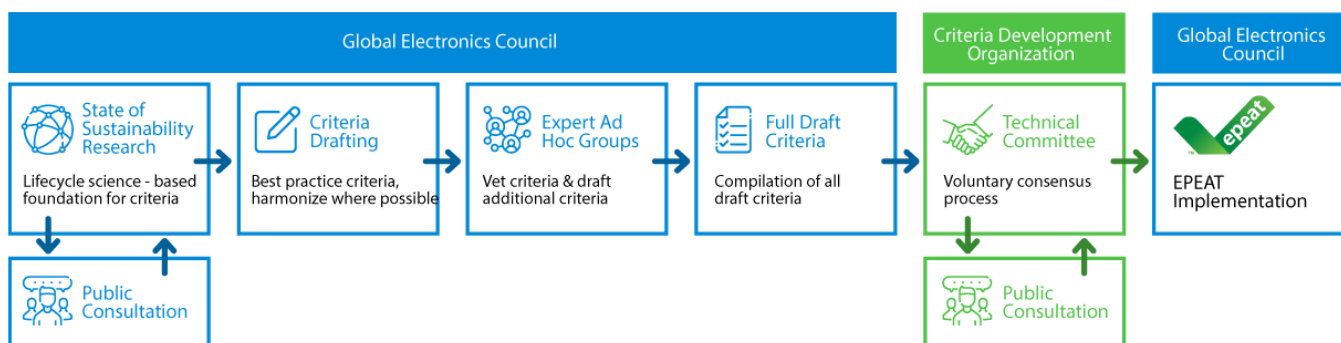 Global Electronics Council
Criteria Development
Organization
Global Electronics
Council
State of
Sustainability
Research
Lifecycle science - based
foundation for criteria
Criteria
Drafting
Best practice criteria,
harmonize where possible
Expert Ad
Hoc Groups
Vet criteria & draft
additional criteria
Full Draft
Criteria
Compilation of all
draft criteria
Technical
Committee
Voluntary consensus
process
epeat
TM
EPEAT
Implementation
Public
Consultation
Public
Consultation